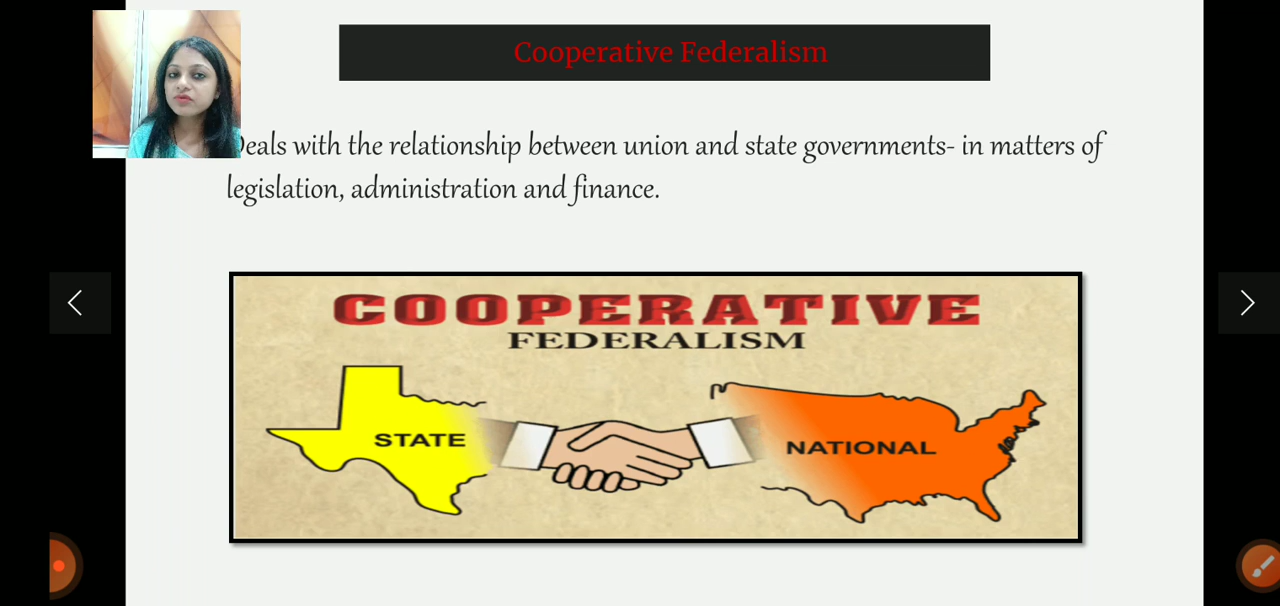 Cooperative Federalism
Deals with the relationship between union and state governments- in matters of
legislation, administration and finance.
COOPERATIVE
FEDERALISM
STATE
NATIONAL